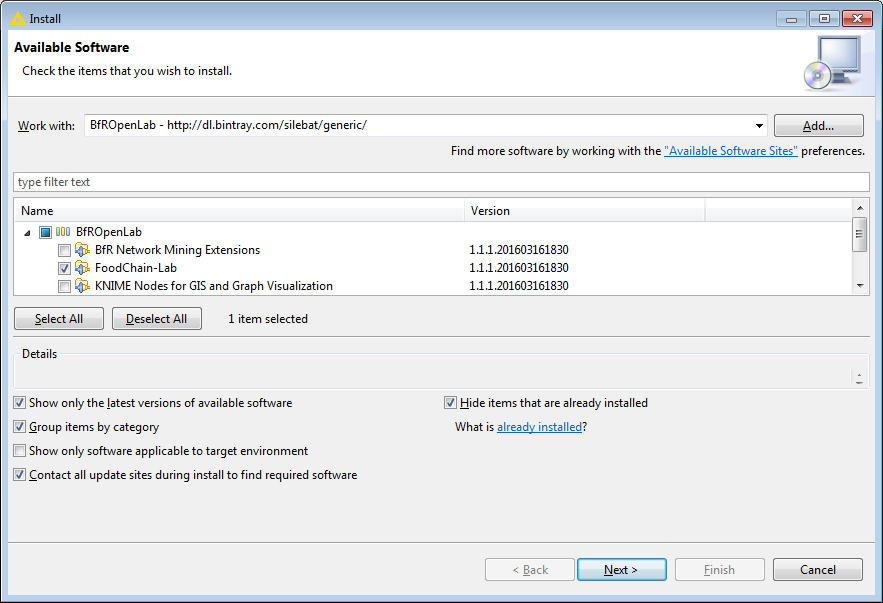 Install
Available Software
Check the items that you wish to install.
Work with: BfROpenLab - http://dl.bintray.com/silebat/generic/ Add...
Find more software by working with the "Available Software Sites" preferences.
type filter text
Name Version
BfROpenLab
BfR Network Mining Extensions 1.1.1.201603161830
FoodChain-Lab 1.1.1.201603161830
KNIME Nodes for GIS and Graph Visualization 1.1.1.201603161830
Select All Deselect All 1 item selected
Details
Show only the latest versions of available software Hide items that are already installed
Group items by category What is already installed?
Show only software applicable to target environment
Contact all update sites during install to find required software
< Back Next > Finish Cancel